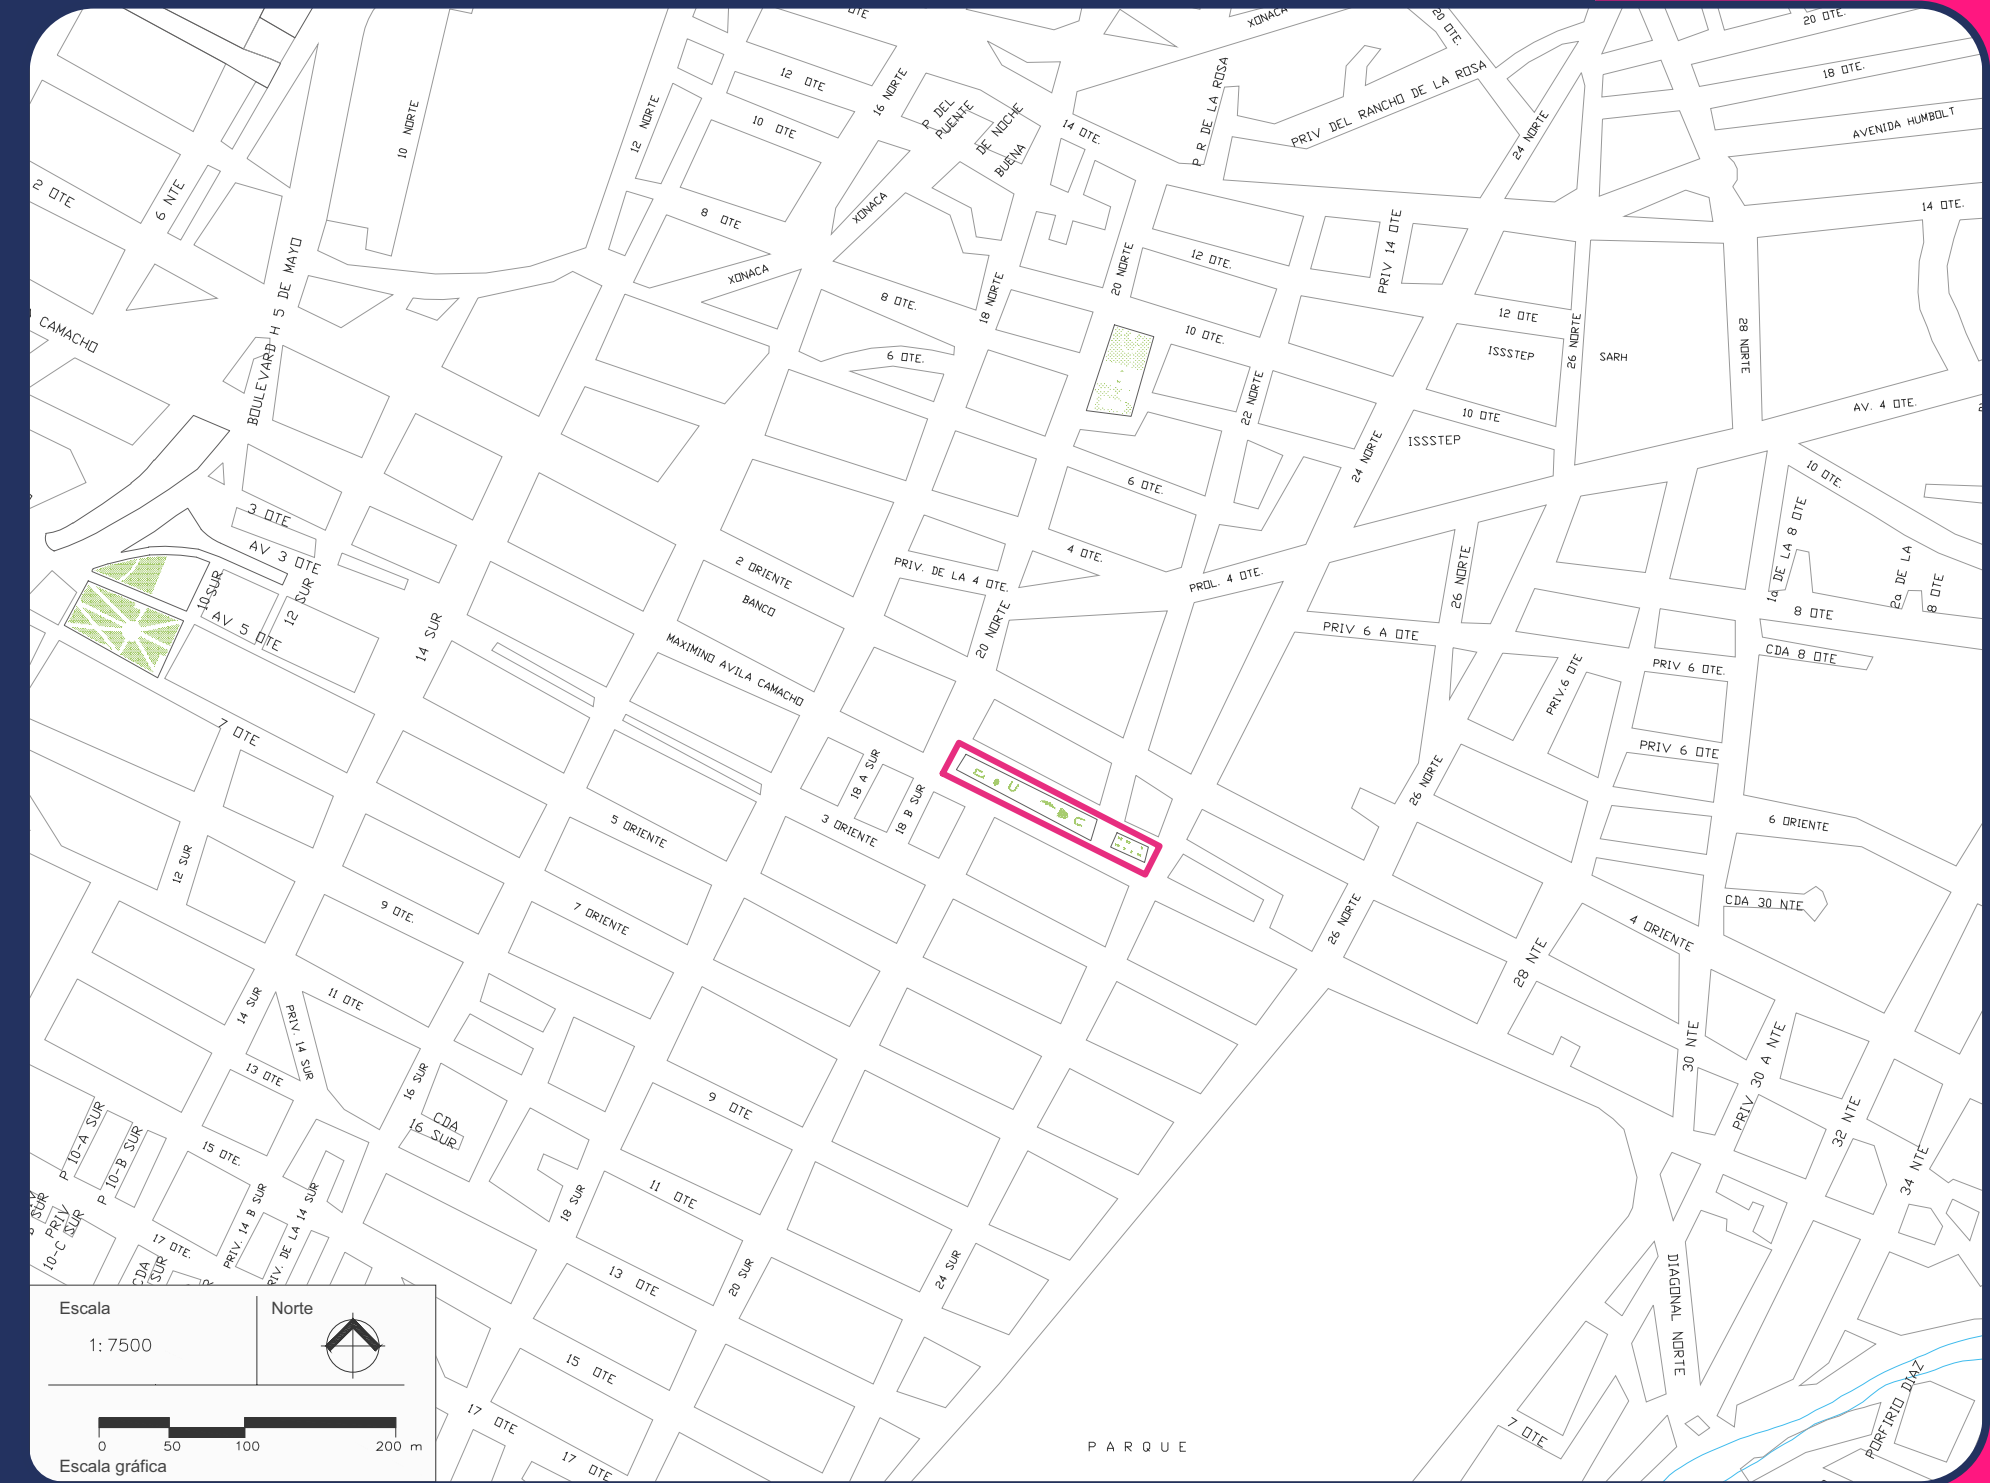 OTE
XONACA
20 OTE.
20 OTE.
12 OTE
16 NORTE
P. DEL
PUENTE
DE NOCHE
BUENA
14 OTE.
P R DE LA ROSA
PRIV DEL RANCHO DE LA ROSA
24 NORTE
18 OTE.
AVENIDA HUMBOLT
10 NORTE
12 NORTE
10 OTE
2 OTE
6 NTE
8 OTE
XONACA
XONACA
14 OTE.
BOULEVARD H 5 DE MAYO
20 NORTE
12 OTE.
PRIV 14 OTE
18 NORTE
8 OTE.
12 OTE
26 NORTE
28 NORTE
CAMACHO
10 OTE.
6 OTE.
ISSSTEP
SARH
22 NORTE
10 OTE
AV. 4 OTE.
ISSSTEP
24 NORTE
10 OTE.
6 OTE.
3 OTE
AV 3 OTE
4 OTE.
1a DE LA 8 OTE
2a DE LA
8 OTE
10 SUR
12 SUR
2 ORIENTE
PRIV. DE LA 4 OTE.
PROL. 4 OTE.
26 NORTE
BANCO
AV 5 OTE
14 SUR
8 OTE
20 NORTE
PRIV 6 A OTE
MAXIMINO AVILA CAMACHO
CDA 8 OTE
PRIV 6 OTE.
PRIV.6 OTE
7 OTE
PRIV 6 OTE
18 A SUR
18 B SUR
26 NORTE
5 ORIENTE
3 ORIENTE
6 ORIENTE
12 SUR
9 OTE.
7 ORIENTE
26 NORTE
CDA 30 NTE
4 ORIENTE
28 NTE
14 SUR
11 OTE
PRIV. 14 SUR
30 NTE
PRIV 30 A NTE
13 OTE
16 SUR
9 OTE
CDA
16 SUR
32 NTE
P 10-A SUR
P 10-B SUR
15 OTE.
34 NTE
11 OTE
18 SUR
PRIV
10-C SUR
17 OTE.
PRIV. 14 B SUR
PRIV. DE LA 14 SUR
CDA
SUR
13 OTE
20 SUR
24 SUR
DIAGONAL NORTE
Escala
Norte
1: 7500
15 OTE
PORFIRIO DIAZ
17 OTE
7 OTE
17 OTE
PARQUE
0 50 100 200 m
Escala gráfica